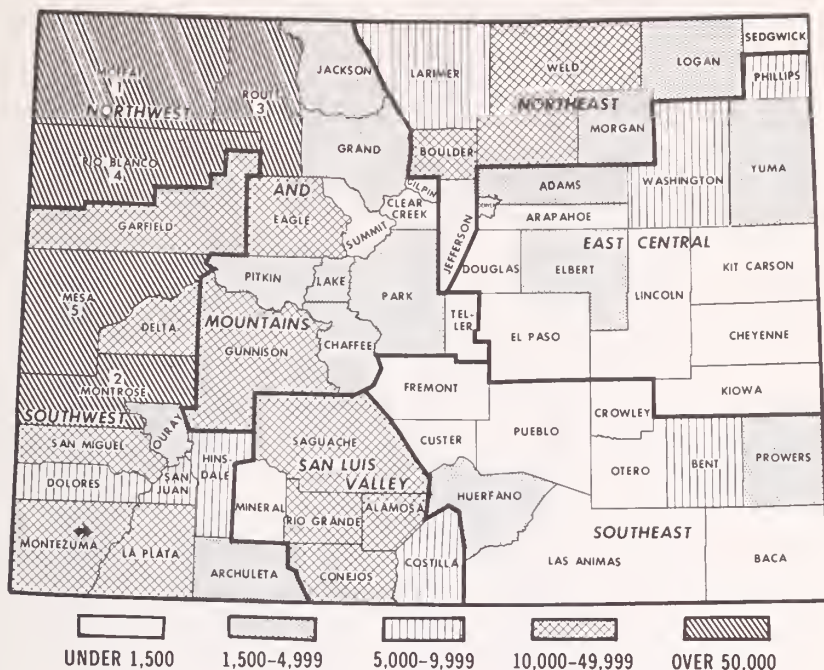 SEDGWICK
JACKSON
LARIMER
WELD
LOGAN
PHILLIPS
MOFFAT
1
ROUTT
3
NORTHWEST
NORTHEAST
MORGAN
GRAND
BOULDER
YUMA
RIO BLANCO
4
WASHINGTON
GILPIN
ADAMS
AND
CLEAR
CREEK
DENVER
ARAPAHOE
EAGLE
GARFIELD
SUMMIT
JEFFERSON
EAST CENTRAL
DOUGLAS
ELBERT
KIT CARSON
PITKIN
LAKE
PARK
LINCOLN
MESA
5
TEL-
LER
DELTA
MOUNTAINS
EL PASO
CHEYENNE
GUNNISON
CHAFFEE
2
MONTROSE
FREMONT
KIOWA
CROWLEY
SOUTHWEST
OURAY
PUEBLO
SAN MIGUEL
SAGUACHE
CUSTER
HINS-
DALE
SAN LUIS
VALLEY
OTERO
BENT
PROWERS
DOLORES
SAN
JUAN
HUERFANO
MINERAL
RIO GRANDE
ALAMOSA
SOUTHEAST
MONTEZUMA
LA PLATA
COSTILLA
LAS ANIMAS
BACA
ARCHULETA
CONEJOS
UNDER 1,500 1,500-4,999 5,000-9,999 10,000-49,999 OVER 50,000